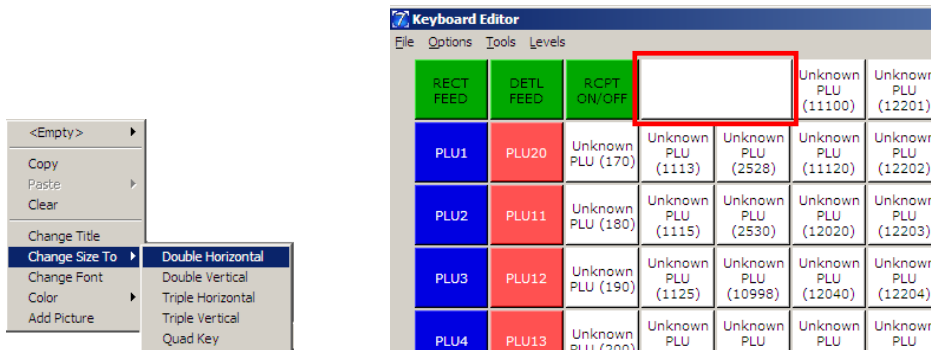 Keyboard Editor
File Options Tools Levels
RECT FEED
DETL FEED
RCPT ON/OFF
Unknown PLU (11100)
Unknown PLU (12201)
PLU1
PLU20
Unknown PLU (170)
Unknown PLU (1113)
Unknown PLU (2528)
Unknown PLU (11120)
Unknown PLU (12202)
PLU2
PLU11
Unknown PLU (180)
Unknown PLU (1115)
Unknown PLU (2530)
Unknown PLU (12020)
Unknown PLU (12203)
PLU3
PLU12
Unknown PLU (190)
Unknown PLU (1125)
Unknown PLU (10998)
Unknown PLU (12040)
Unknown PLU (12204)
PLU4
PLU13
Unknown PLU (200)
Unknown PLU
Unknown PLU
Unknown PLU
Unknown PLU
<Empty>
Copy
Paste
Clear
Change Title
Change Size To
Change Font
Color
Add Picture
Double Horizontal
Double Vertical
Triple Horizontal
Triple Vertical
Quad Key